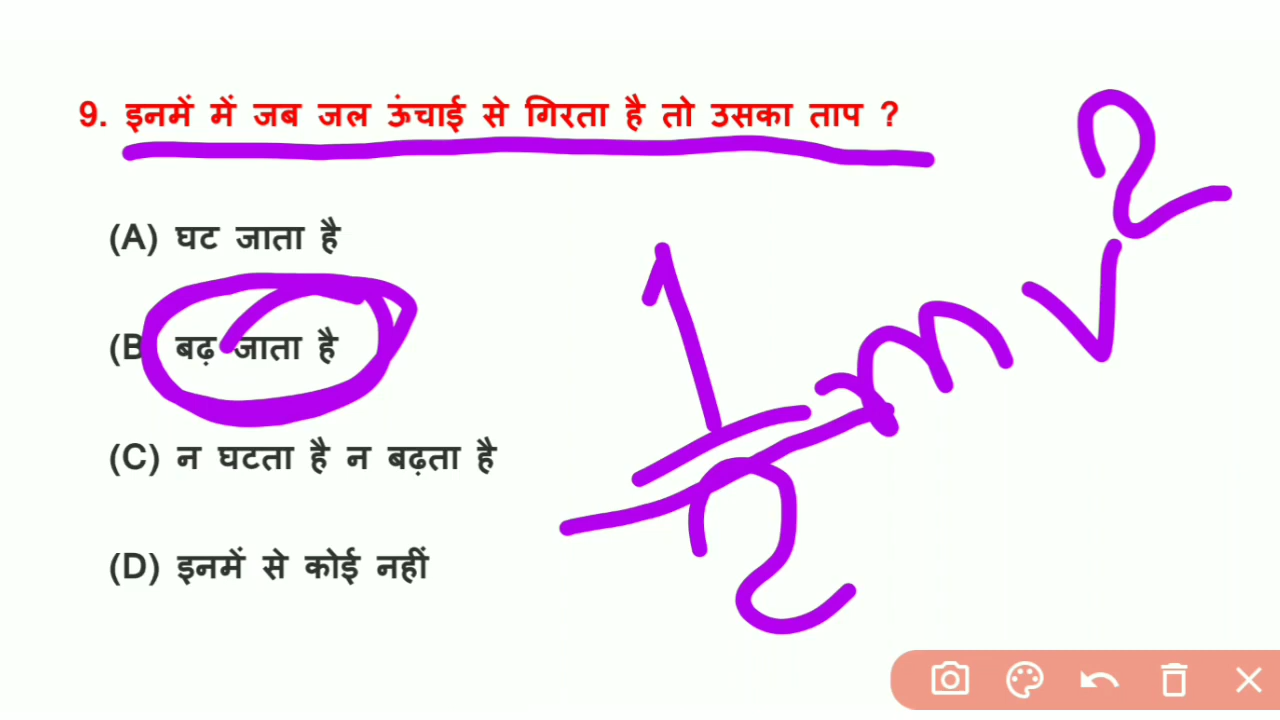 9. इनमें में जब जल ऊंचाई से गिरता है तो उसका ताप ?
(A) घट जाता है
(B बढ़ जाता है
(C) न घटता है न बढ़ता है
(D) इनमें से कोई नहीं
1/2 mv²